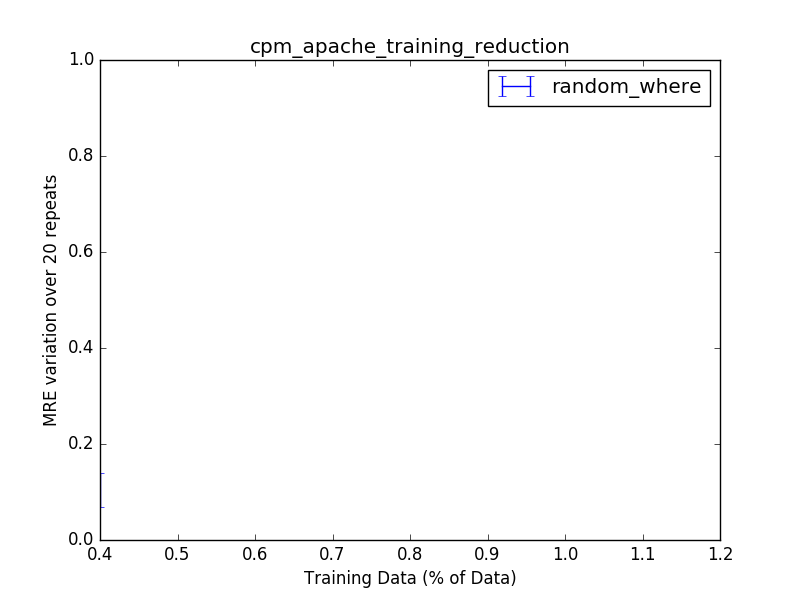 cpm_apache_training_reduction
random_where
1.0
0.8
0.6
0.4
0.2
0.0
MRE variation over 20 repeats
0.4 0.5 0.6 0.7 0.8 0.9 1.0 1.1 1.2
Training Data (% of Data)